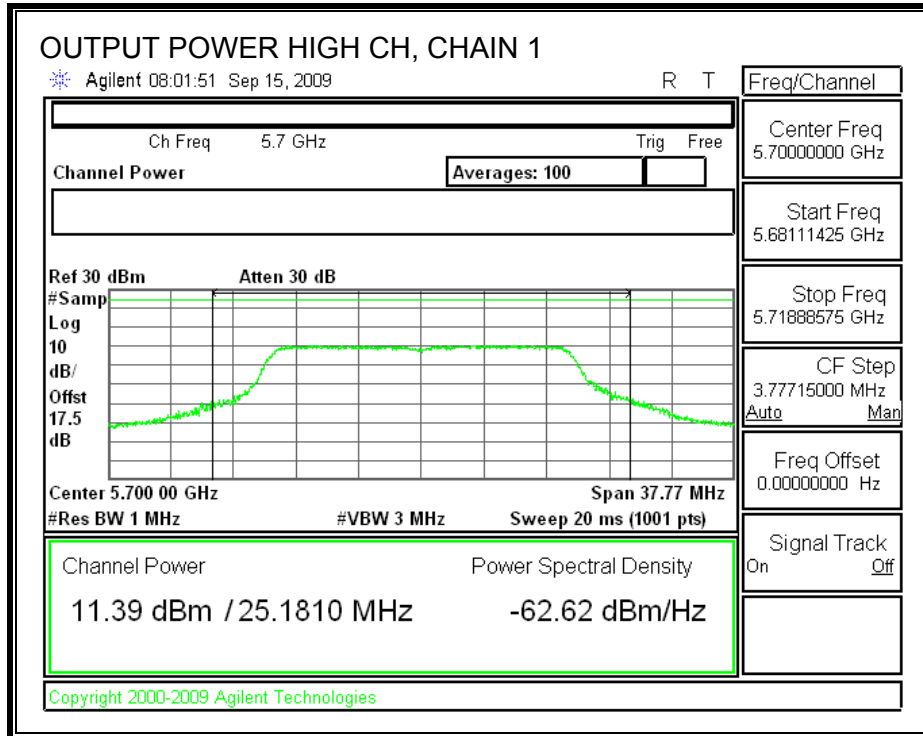 OUTPUT POWER HIGH CH, CHAIN 1
Agilent 08:01:51 Sep 15, 2009 R T
Freq/Channel
Ch Freq 5.7 GHz Trig Free
Channel Power Averages: 100
Center Freq
5.70000000 GHz
Start Freq
5.68111425 GHz
Stop Freq
5.71888575 GHz
CF Step
3.77715000 MHz
Auto Man
Freq Offset
0.00000000 Hz
Signal Track
On Off
Ref 30 dBm Atten 30 dB
#Samp
Log
10
dB/
Offst
17.5
dB
Center 5.700 00 GHz Span 37.77 MHz
#Res BW 1 MHz #VBW 3 MHz Sweep 20 ms (1001 pts)
Channel Power Power Spectral Density
11.39 dBm / 25.1810 MHz -62.62 dBm/Hz
Copyright 2000-2009 Agilent Technologies